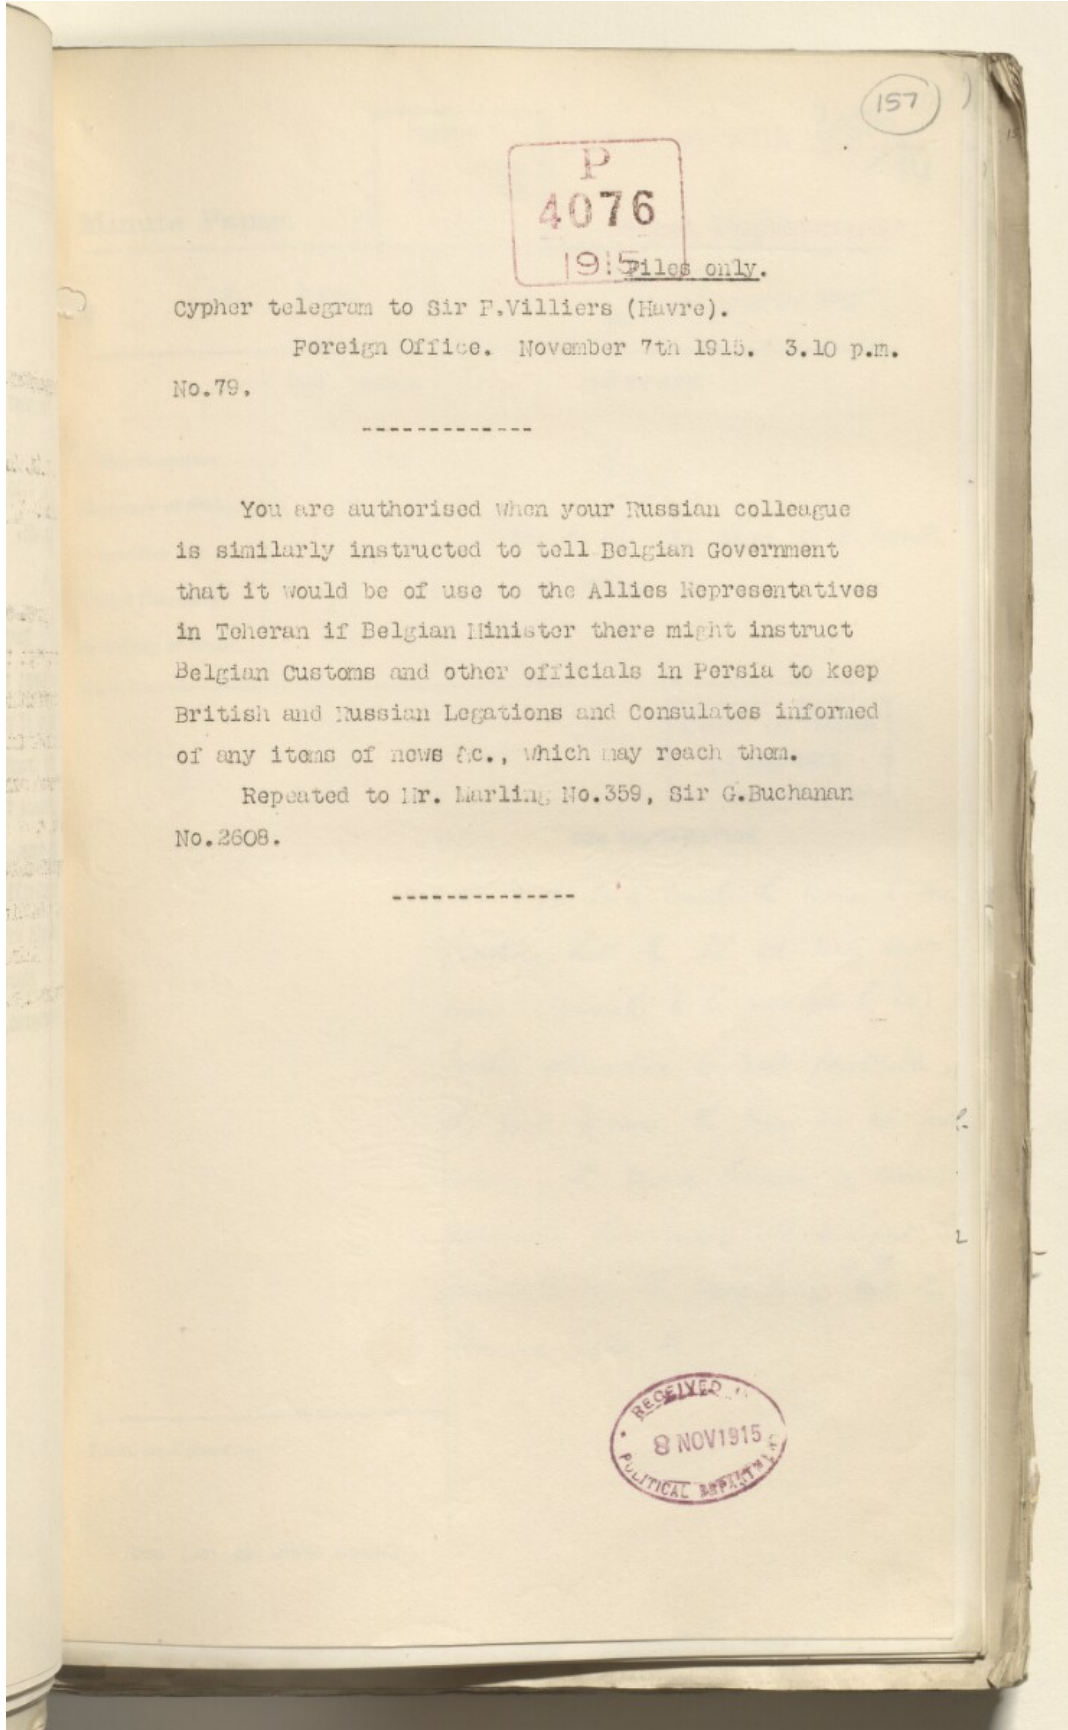 157
P
4076
1915
Files only.
Cypher telegram to Sir F.Villiers (Havre).
Foreign Office. November 7th 1915. 3.10 p.m.
No.79.
-------------
You are authorised when your Russian colleague
is similarly instructed to tell Belgian Government
that it would be of use to the Allies Representatives
in Teheran if Belgian Minister there might instruct
Belgian Customs and other officials in Persia to keep
British and Russian Legations and Consulates informed
of any items of news &c., which may reach them.
Repeated to Mr. Marling No.359, Sir G.Buchanan
No.2608.
--------------
RECEIVED IN
8 NOV 1915
POLITICAL DEPARTMENT